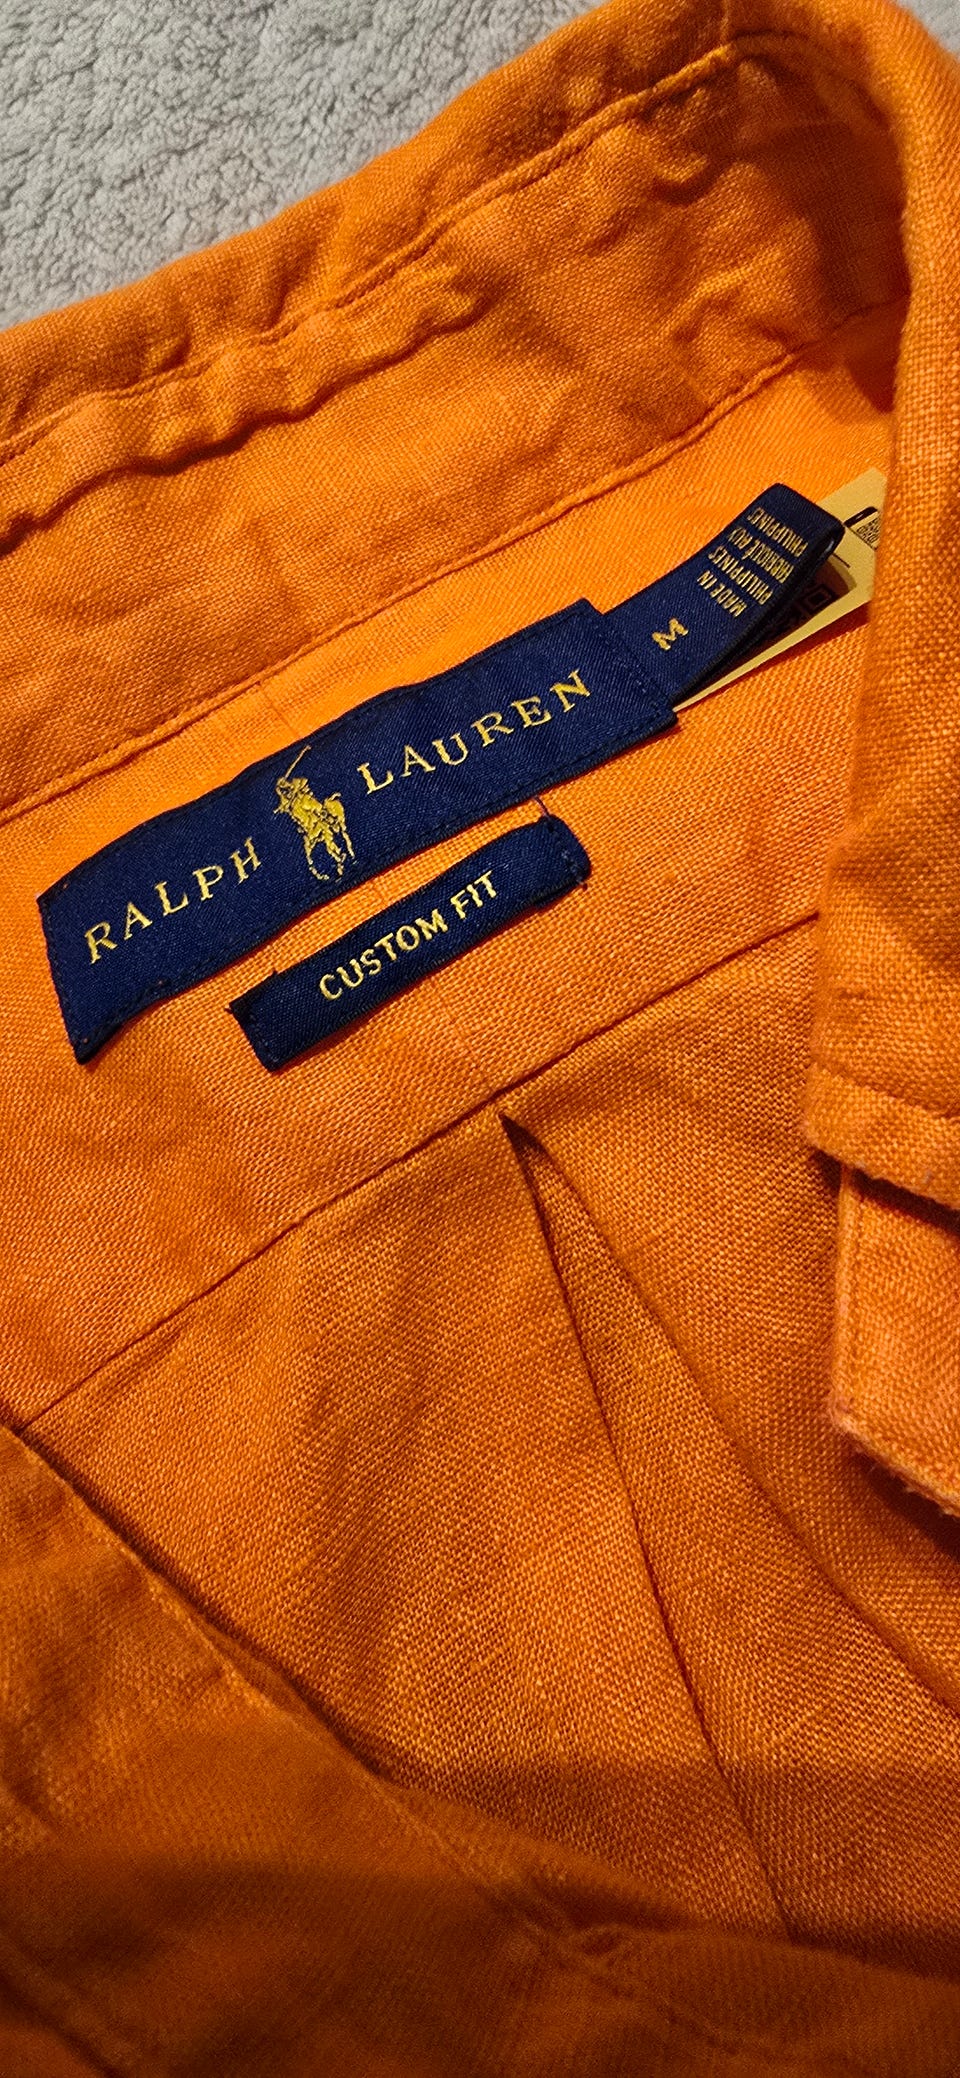 RALPH LAUREN
CUSTOM FIT
M
MADE IN
PHILIPPINES